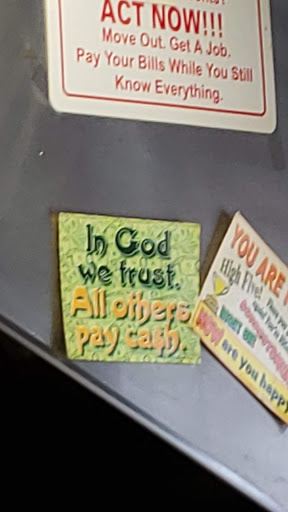 ACT NOW!!!
Move Out. Get A Job.
Pay Your Bills While You Still
Know Everything.
In God
we trust.
All others
pay cash.
YOU ARE
High Five!
WOW!
are you happy